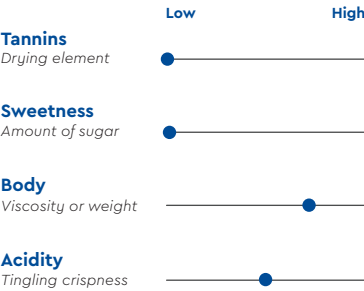 Low High
Tannins
Drying element
Sweetness
Amount of sugar
Body
Viscosity or weight
Acidity
Tingling crispness